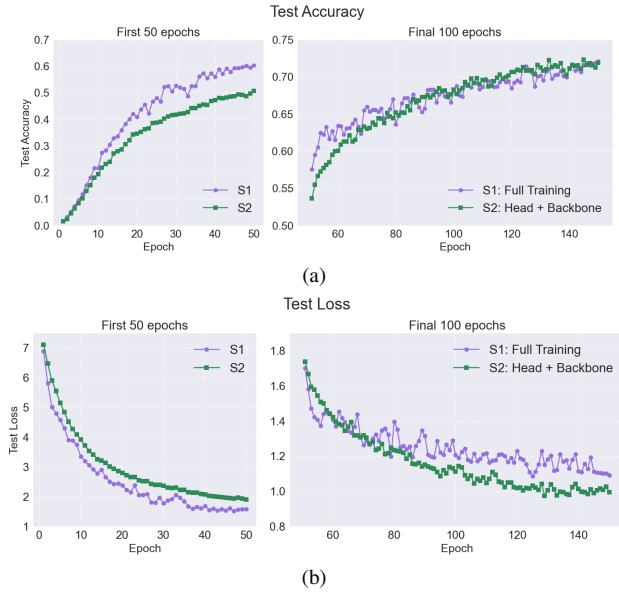 Test Accuracy
First 50 epochs
Final 100 epochs
0.7
0.6
0.5
0.4
0.3
0.2
0.1
0.0
Test Accuracy
0 10 20 30 40 50
Epoch
S1
S2
0.75
0.70
0.65
0.60
0.55
0.50
60 80 100 120 140
Epoch
S1: Full Training
S2: Head + Backbone
(a)
Test Loss
First 50 epochs
Final 100 epochs
7
6
5
4
3
2
1
Test Loss
0 10 20 30 40 50
Epoch
S1
S2
1.8
1.6
1.4
1.2
1.0
0.8
60 80 100 120 140
Epoch
S1: Full Training
S2: Head + Backbone
(b)